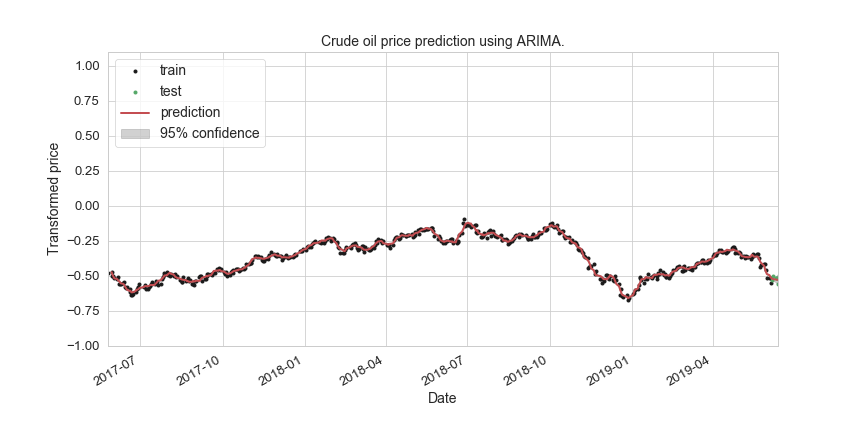 Crude oil price prediction using ARIMA.
train
test
prediction
95% confidence
Transformed price
1.00
0.75
0.50
0.25
0.00
−0.25
−0.50
−0.75
−1.00
2017-07
2017-10
2018-01
2018-04
2018-07
2018-10
2019-01
2019-04
Date